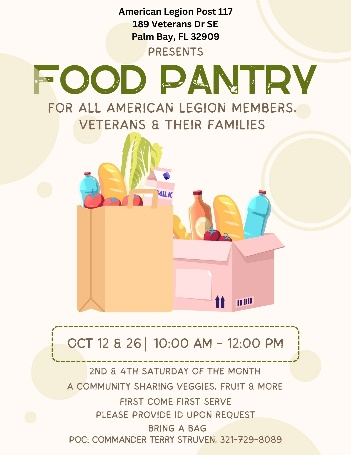 American Legion Post 117
189 Veterans Dr SE
Palm Bay, FL 32909
PRESENTS
FOOD PANTRY
FOR ALL AMERICAN LEGION MEMBERS.
VETERANS & THEIR FAMILIES
MILK
OCT 12 & 26| 10:00 AM - 12:00 PM
2ND & 4TH SATURDAY OF THE MONTH
A COMMUNITY SHARING VEGGIES, FRUIT & MORE
FIRST COME FIRST SERVE
PLEASE PROVIDE ID UPON REQUEST
BRING A BAG
POC: COMMANDER TERRY STRUVEN, 321-729-8089